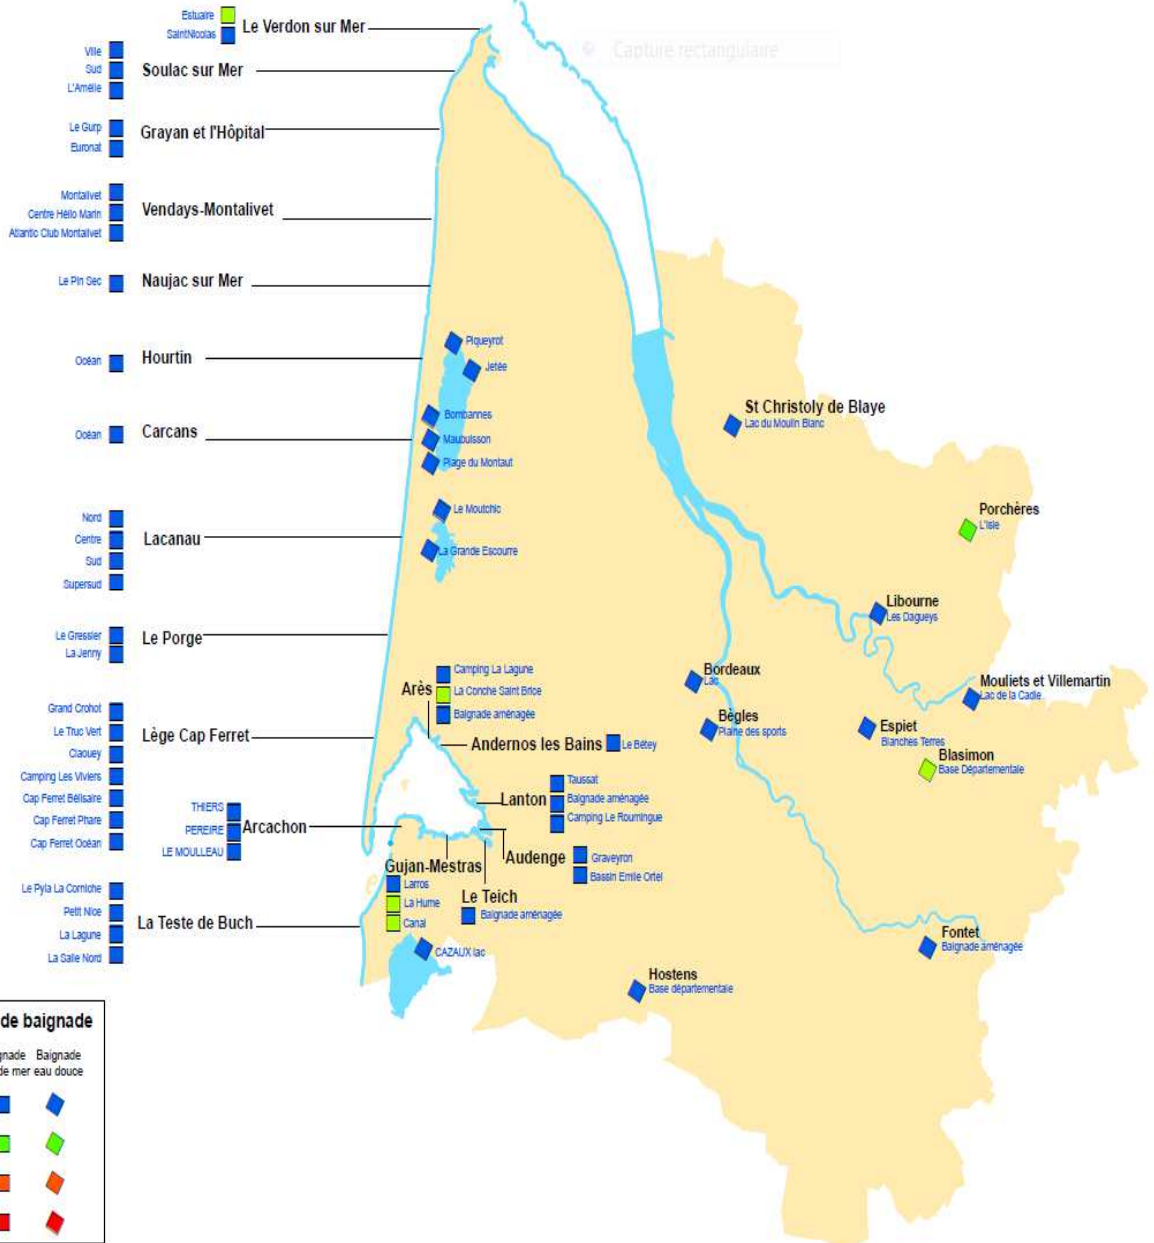 Estuaire
Le Verdon sur Mer
SaintNicolas
Capture rectangulaire
Ville
Sud
Soulac sur Mer
L'Amélie
Le Gurp
Grayan et l'Hôpital
Euronat
Montalivet
Centre Hélio Marin
Vendays-Montalivet
Atlantic Club Montalivet
Le Pin Sec
Naujac sur Mer
Océan
Hourtin
Piqueyrot
Jetée
Océan
Carcans
Bombannes
Maubuisson
Plage du Montaut
St Christoly de Blaye
Lac du Moulin Blanc
Nord
Centre
Lacanau
Sud
Supersud
Le Moutchic
La Grande Escourre
Porchères
L'Isle
Libourne
Les Dagueys
Le Gressier
Le Porge
La Jenny
Arès
Camping La Lagune
La Conche Saint Brice
Baignade aménagée
Bordeaux
Lac
Mouliets et Villemartin
Lac de la Cadie
Grand Crohot
Le Truc Vert
Lège Cap Ferret
Claouey
Camping Les Viviers
Cap Ferret Bélisaire
Cap Ferret Phare
Cap Ferret Océan
Andernos les Bains
Le Bétey
Bègles
Plaine des sports
Espiet
Blanches Terres
Blasimon
Base Départementale
Lanton
Taussat
Baignade aménagée
Camping Le Roumingue
THIERS
PEREIRE
Arcachon
LE MOULLEAU
Gujan-Mestras
Larros
La Hume
Canal
Audenge
Graveyron
Bassin Emile Ortel
Le Teich
Baignade aménagée
Le Pyla La Corniche
Petit Nice
La Teste de Buch
La Lagune
La Salie Nord
CAZAUX lac
Fontet
Baignade aménagée
Hostens
Base départementale
de baignade
gnade Baignade
de mer eau douce